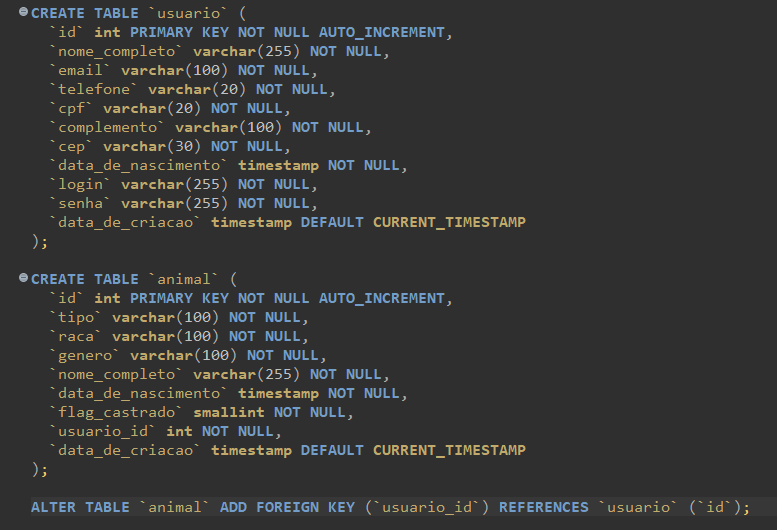 CREATE TABLE `usuario` (
  `id` int PRIMARY KEY NOT NULL AUTO_INCREMENT,
  `nome_completo` varchar(255) NOT NULL,
  `email` varchar(100) NOT NULL,
  `telefone` varchar(20) NOT NULL,
  `cpf` varchar(20) NOT NULL,
  `complemento` varchar(100) NOT NULL,
  `cep` varchar(30) NOT NULL,
  `data_de_nascimento` timestamp NOT NULL,
  `login` varchar(255) NOT NULL,
  `senha` varchar(255) NOT NULL,
  `data_de_criacao` timestamp DEFAULT CURRENT_TIMESTAMP
);
CREATE TABLE `animal` (
  `id` int PRIMARY KEY NOT NULL AUTO_INCREMENT,
  `tipo` varchar(100) NOT NULL,
  `raca` varchar(100) NOT NULL,
  `genero` varchar(100) NOT NULL,
  `nome_completo` varchar(255) NOT NULL,
  `data_de_nascimento` timestamp NOT NULL,
  `flag_castrado` smallint NOT NULL,
  `usuario_id` int NOT NULL,
  `data_de_criacao` timestamp DEFAULT CURRENT_TIMESTAMP
);
ALTER TABLE `animal` ADD FOREIGN KEY (`usuario_id`) REFERENCES `usuario` (`id`);